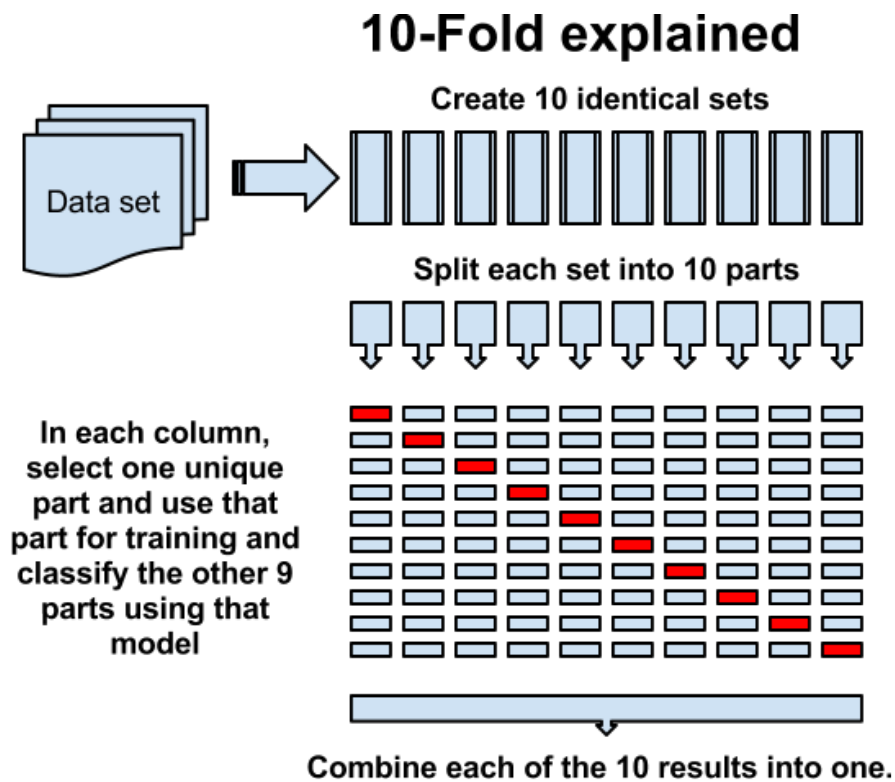 10-Fold explained
Create 10 identical sets
Data set
Split each set into 10 parts
In each column,
select one unique
part and use that
part for training and
classify the other 9
parts using that
model
Combine each of the 10 results into one.